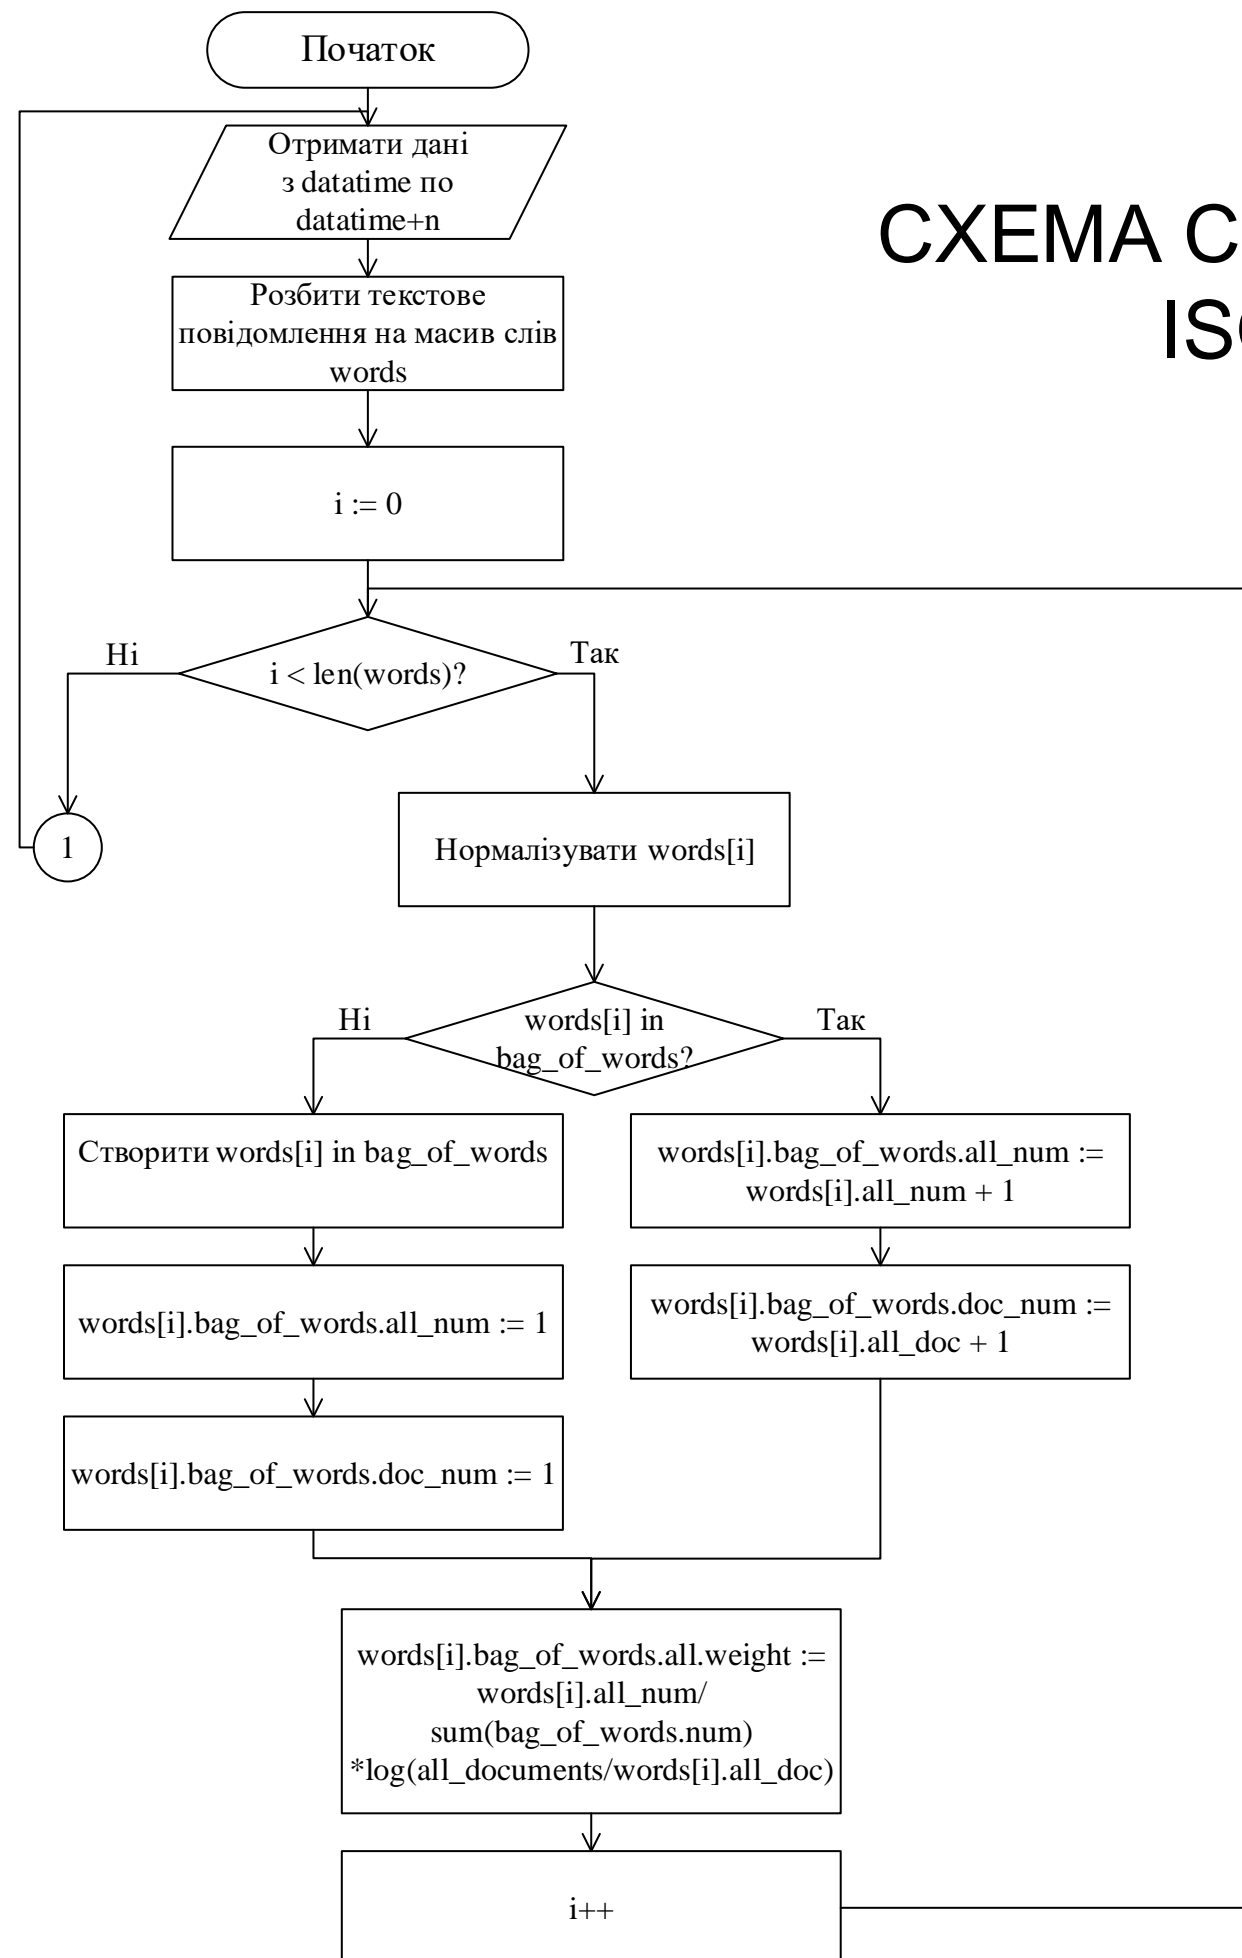 Початок
Отримати дані
з datatime по
datatime+n
СХЕМА С
Розбити текстове
повідомлення на масив слів
words
i := 0
Ні
i < len(words)?
Так
1
Нормалізувати words[i]
Ні
words[i] in
bag_of_words?
Так
Створити words[i] in bag_of_words
words[i].bag_of_words.all_num :=
words[i].all_num + 1
words[i].bag_of_words.all_num := 1
words[i].bag_of_words.doc_num :=
words[i].all_doc + 1
words[i].bag_of_words.doc_num := 1
words[i].bag_of_words.all.weight :=
words[i].all_num/
sum(bag_of_words.num)
*log(all_documents/words[i].all_doc)
i++